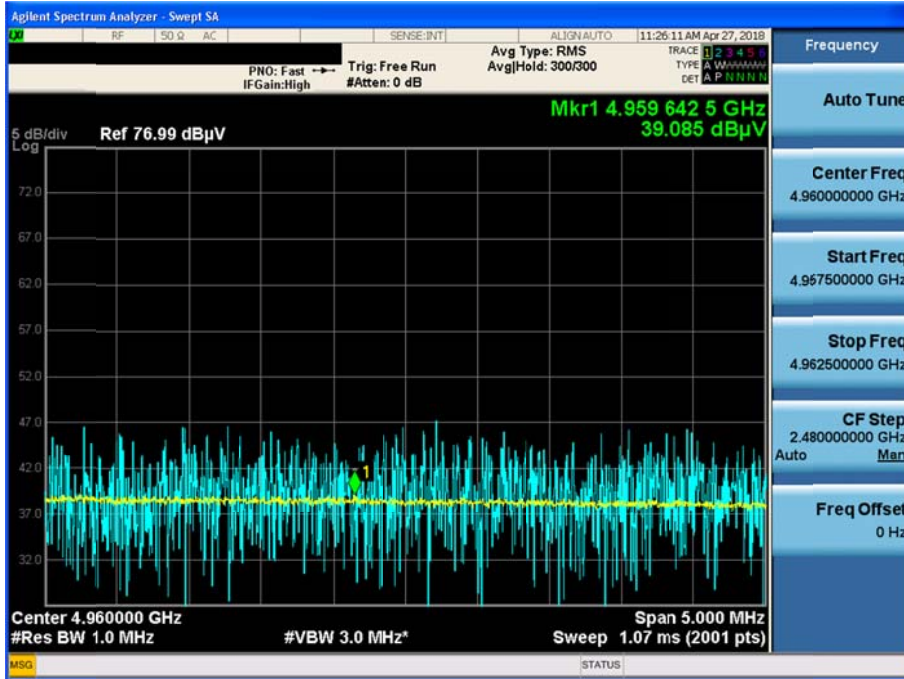 Agilent Spectrum Analyzer - Swept SA
LXI RF 50 Ω AC SENSE:INT ALIGN AUTO 11:26:11 AM Apr 27, 2018
PNO: Fast Trig: Free Run Avg Type: RMS TRACE 1 2 3 4 5 6
IFGain:High #Atten: 0 dB Avg|Hold: 300/300 TYPE A W
DET A P N N N N
Mkr1 4.959 642 5 GHz
39.085 dBµV
5 dB/div Ref 76.99 dBµV
Log
72.0
67.0
62.0
57.0
52.0
47.0
42.0
37.0
32.0
1
Center 4.960000 GHz Span 5.000 MHz
#Res BW 1.0 MHz #VBW 3.0 MHz* Sweep 1.07 ms (2001 pts)
MSG STATUS
Frequency
Auto Tune
Center Freq
4.960000000 GHz
Start Freq
4.957500000 GHz
Stop Freq
4.962500000 GHz
CF Step
2.480000000 GHz
Auto Man
Freq Offset
0 Hz